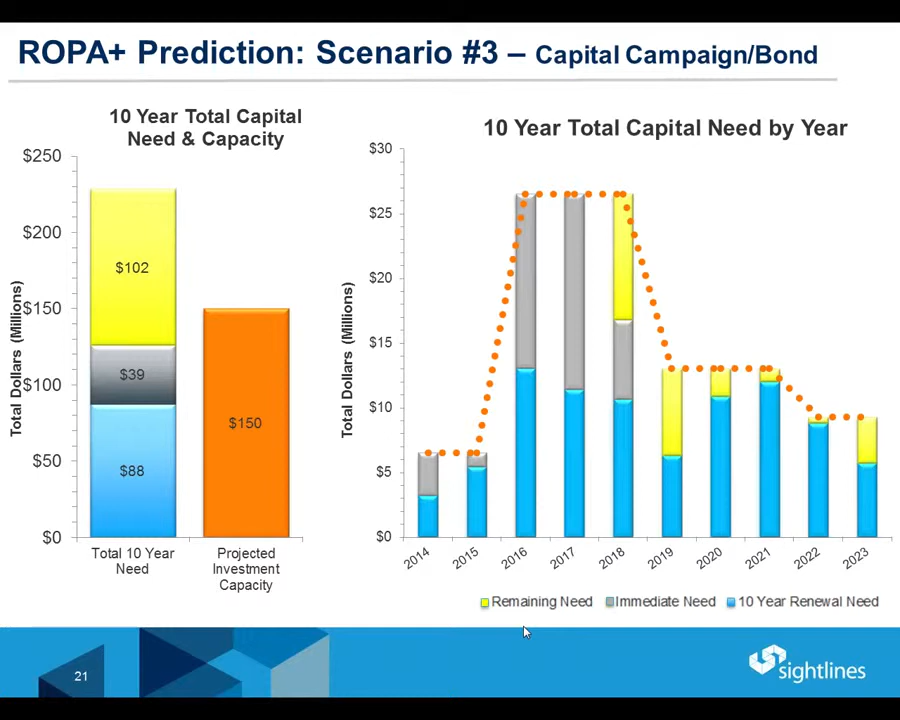 ROPA+ Prediction: Scenario #3 – Capital Campaign/Bond
10 Year Total Capital
Need & Capacity
Total Dollars (Millions)
$250
$200
$150
$100
$50
$0
$102
$39
$88
$150
Total 10 Year
Need
Projected
Investment
Capacity
10 Year Total Capital Need by Year
Total Dollars (Millions)
$30
$25
$20
$15
$10
$5
$0
2014
2015
2016
2017
2018
2019
2020
2021
2022
2023
Remaining Need
Immediate Need
10 Year Renewal Need
21
sightlines